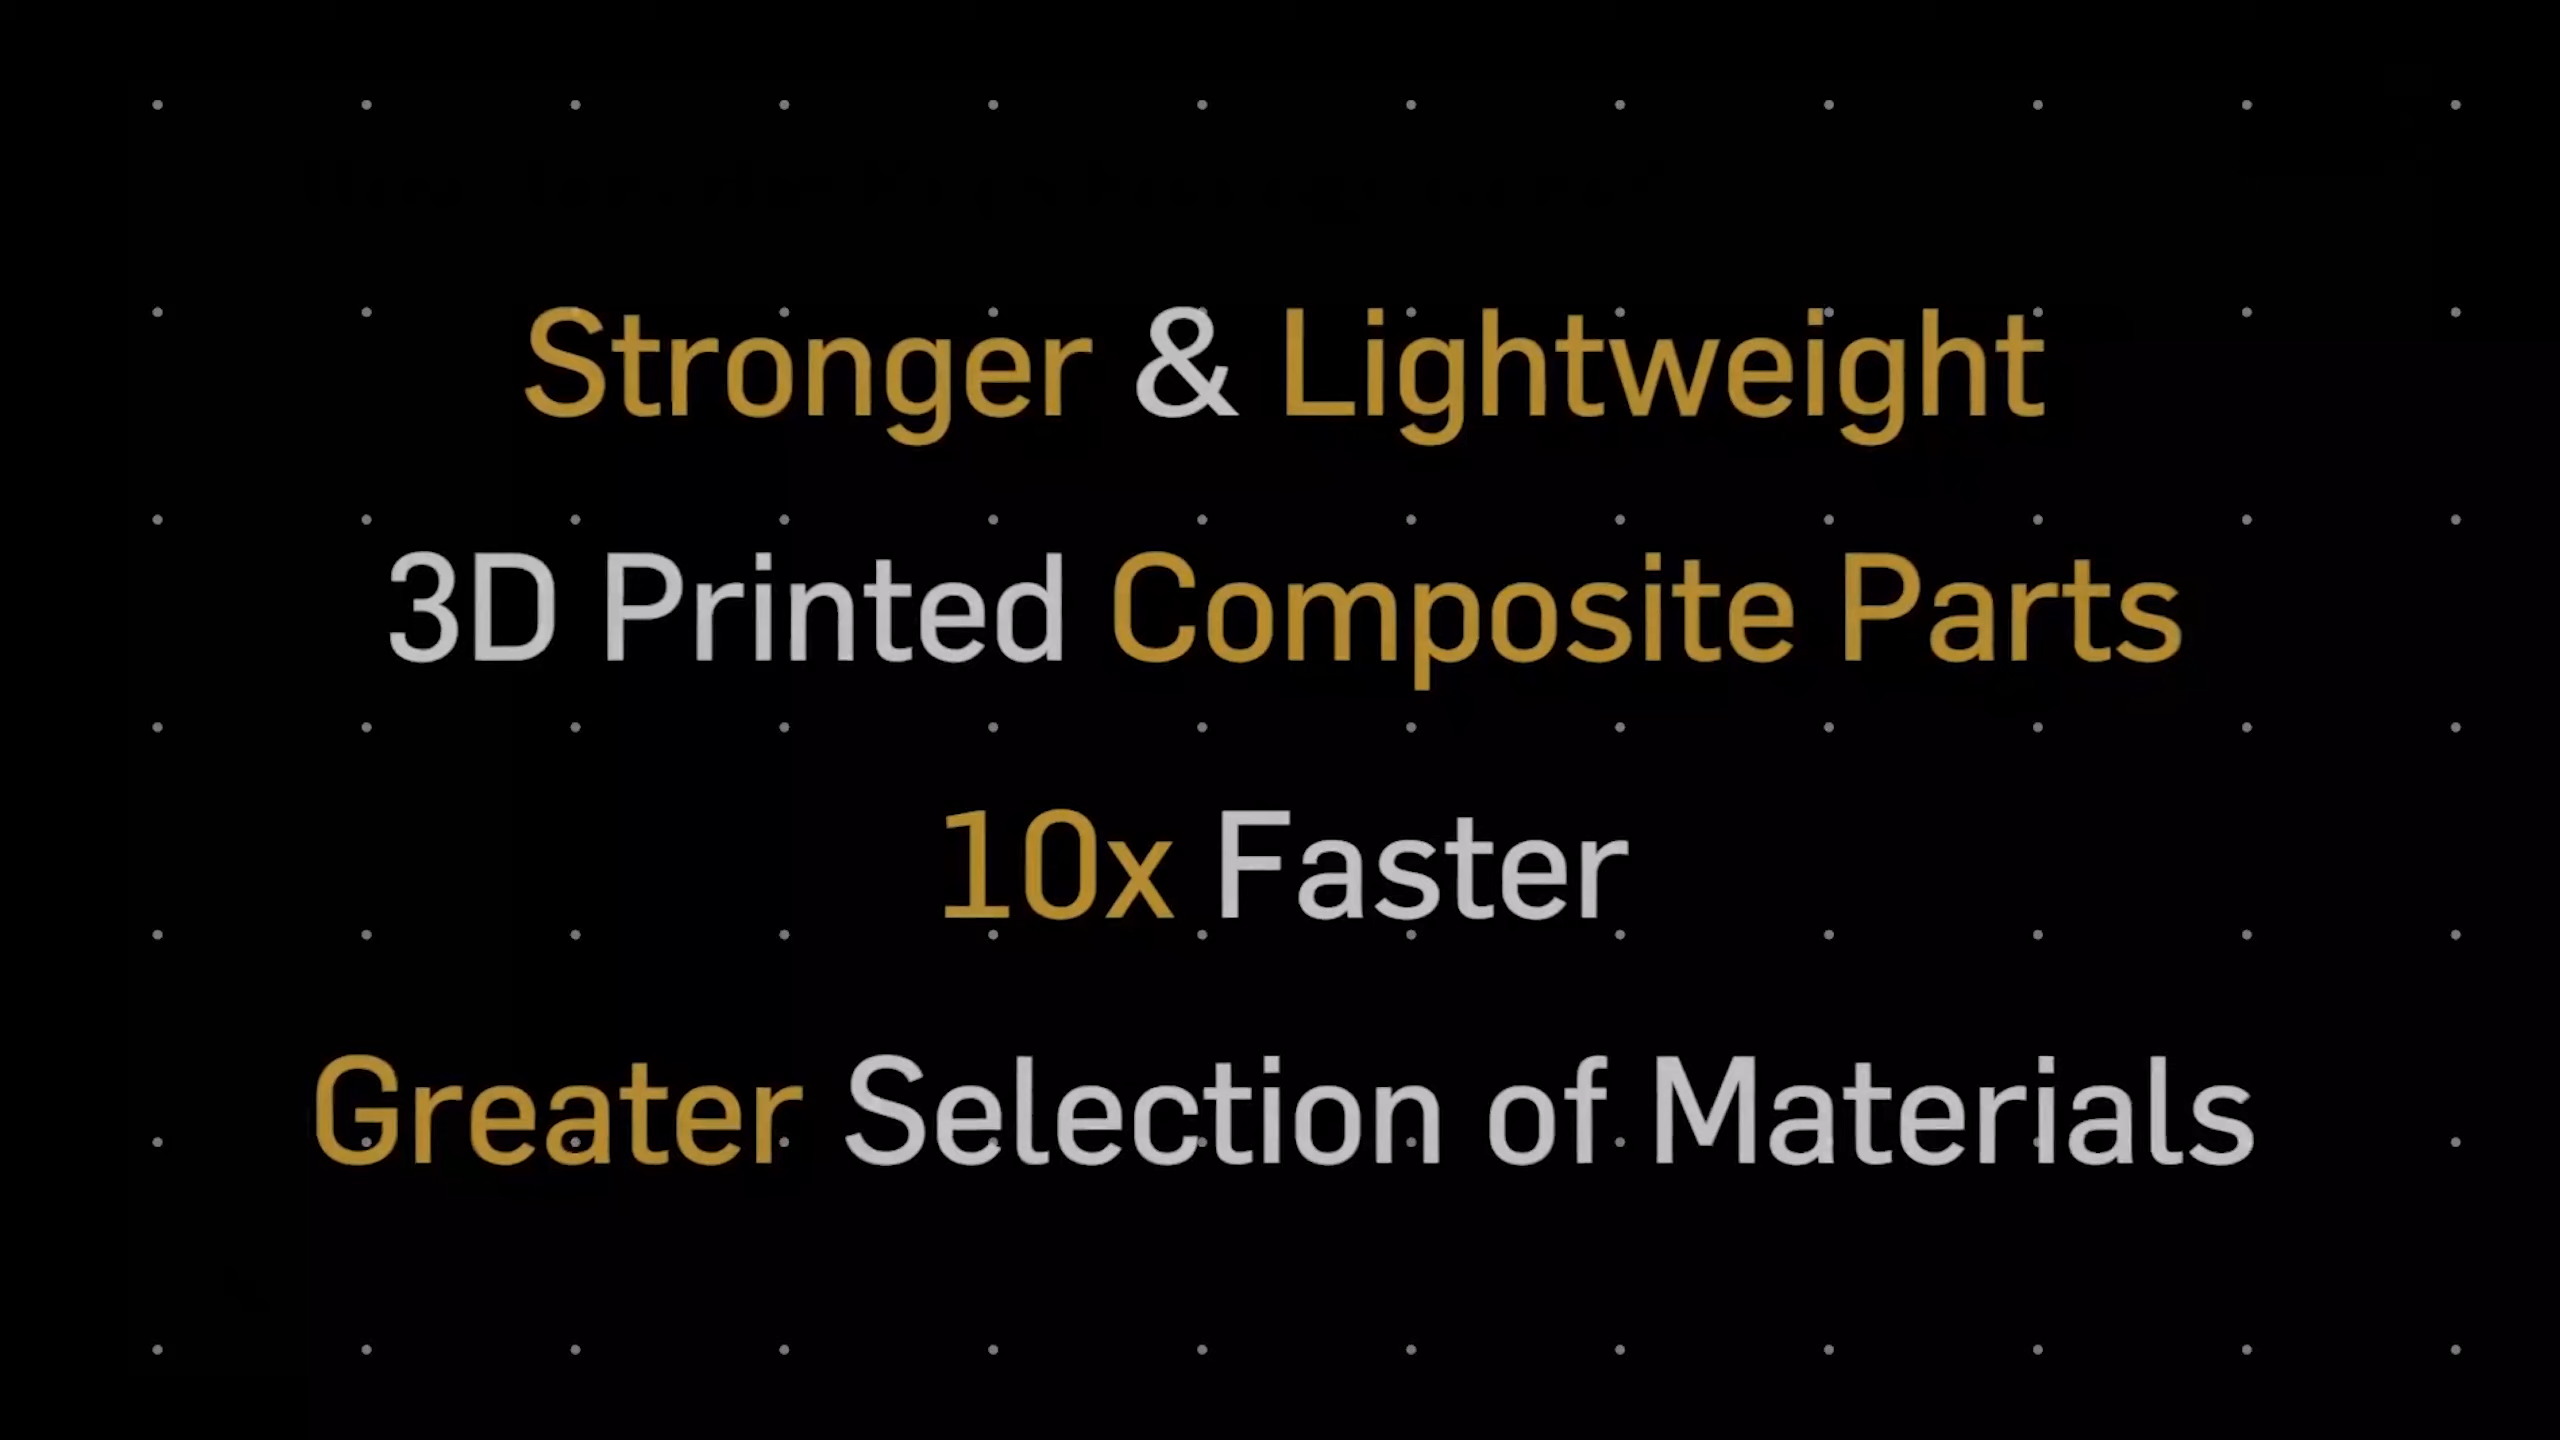 Stronger & Lightweight
3D Printed Composite Parts
10x Faster
Greater Selection of Materials